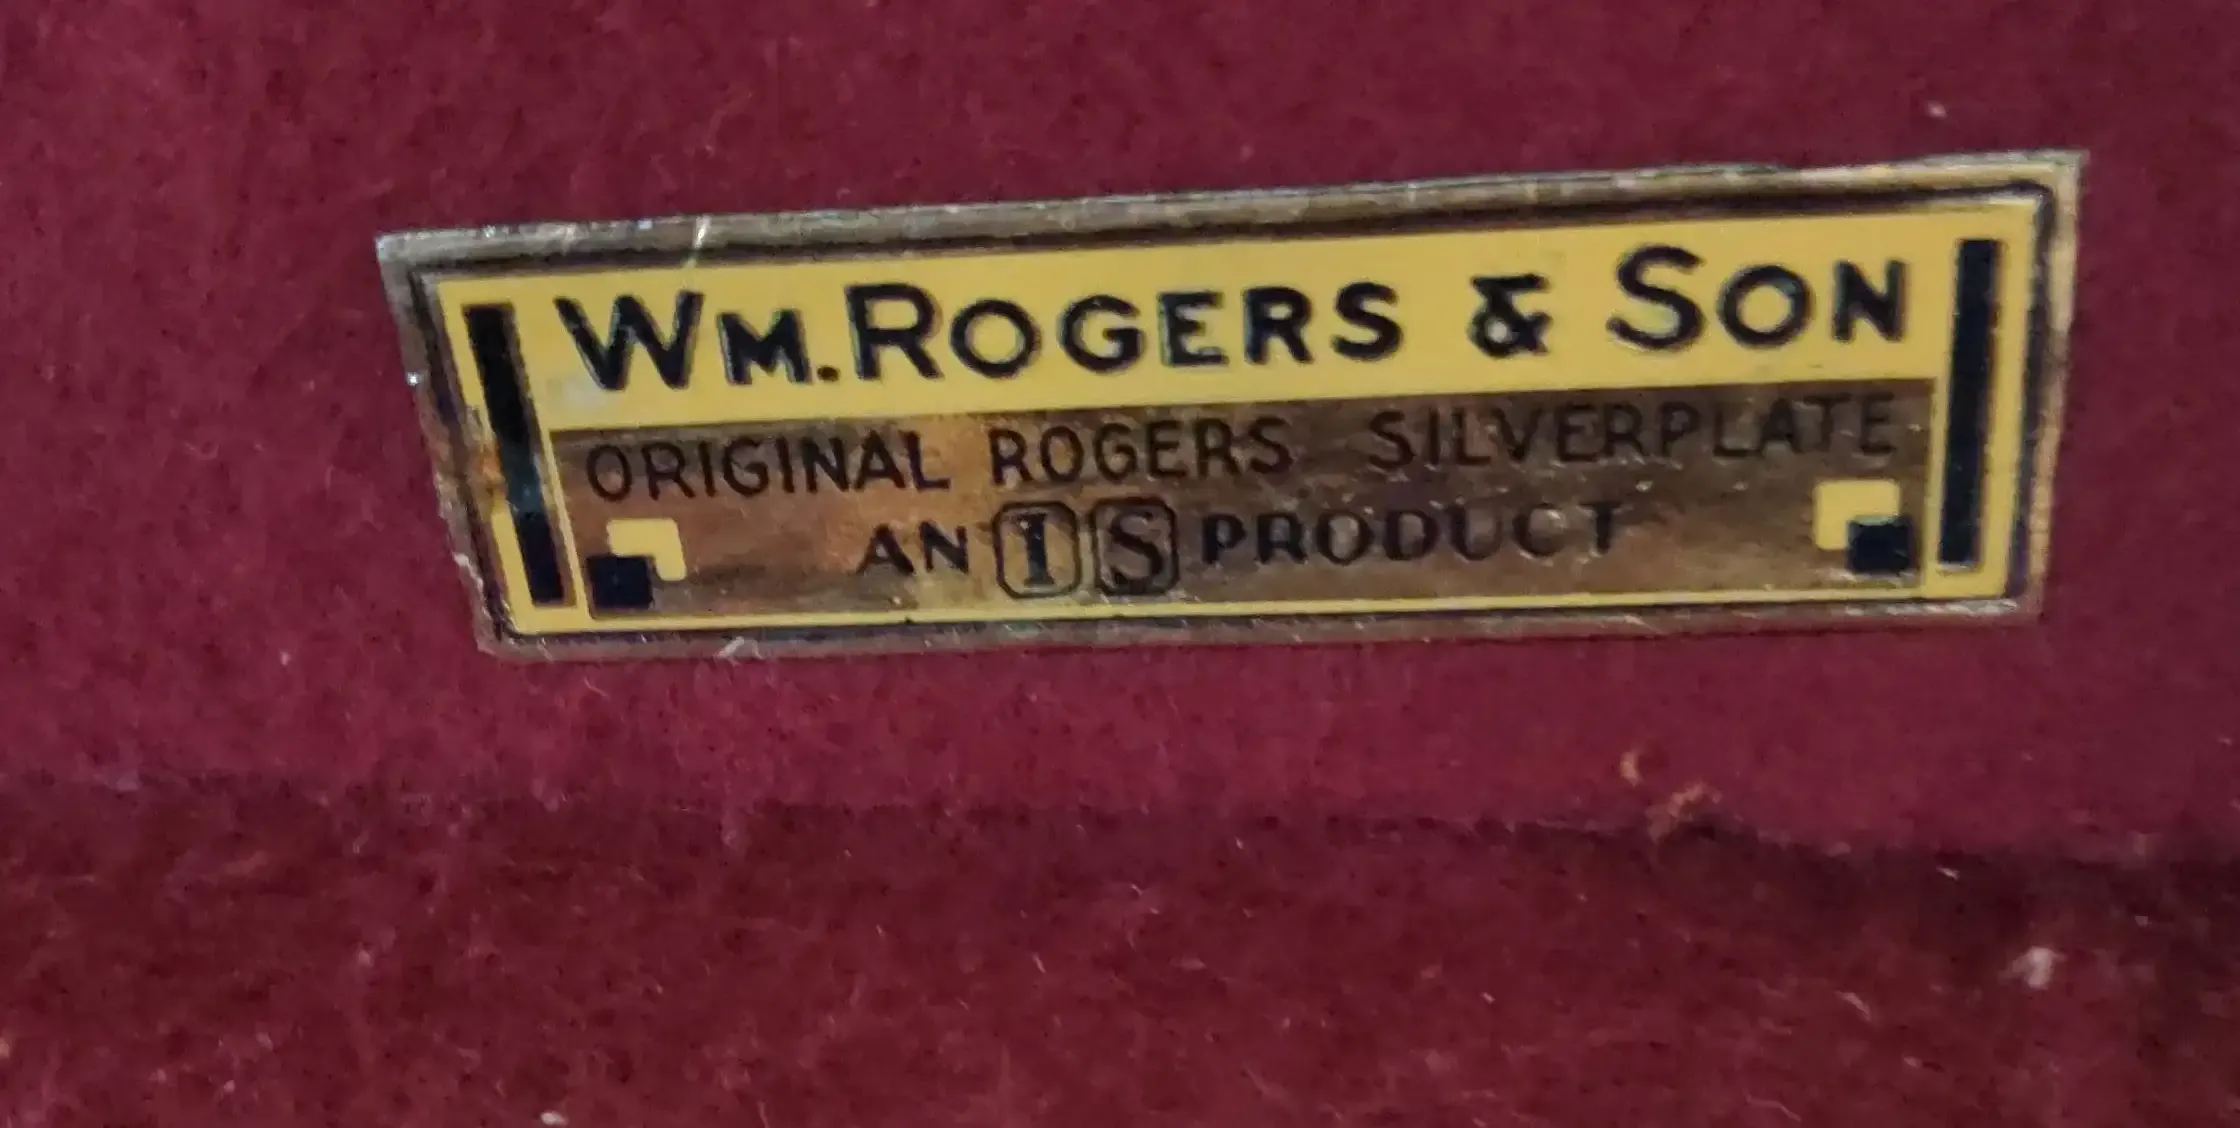 WM. ROGERS & SON
ORIGINAL ROGERS SILVERPLATE
AN IS PRODUCT